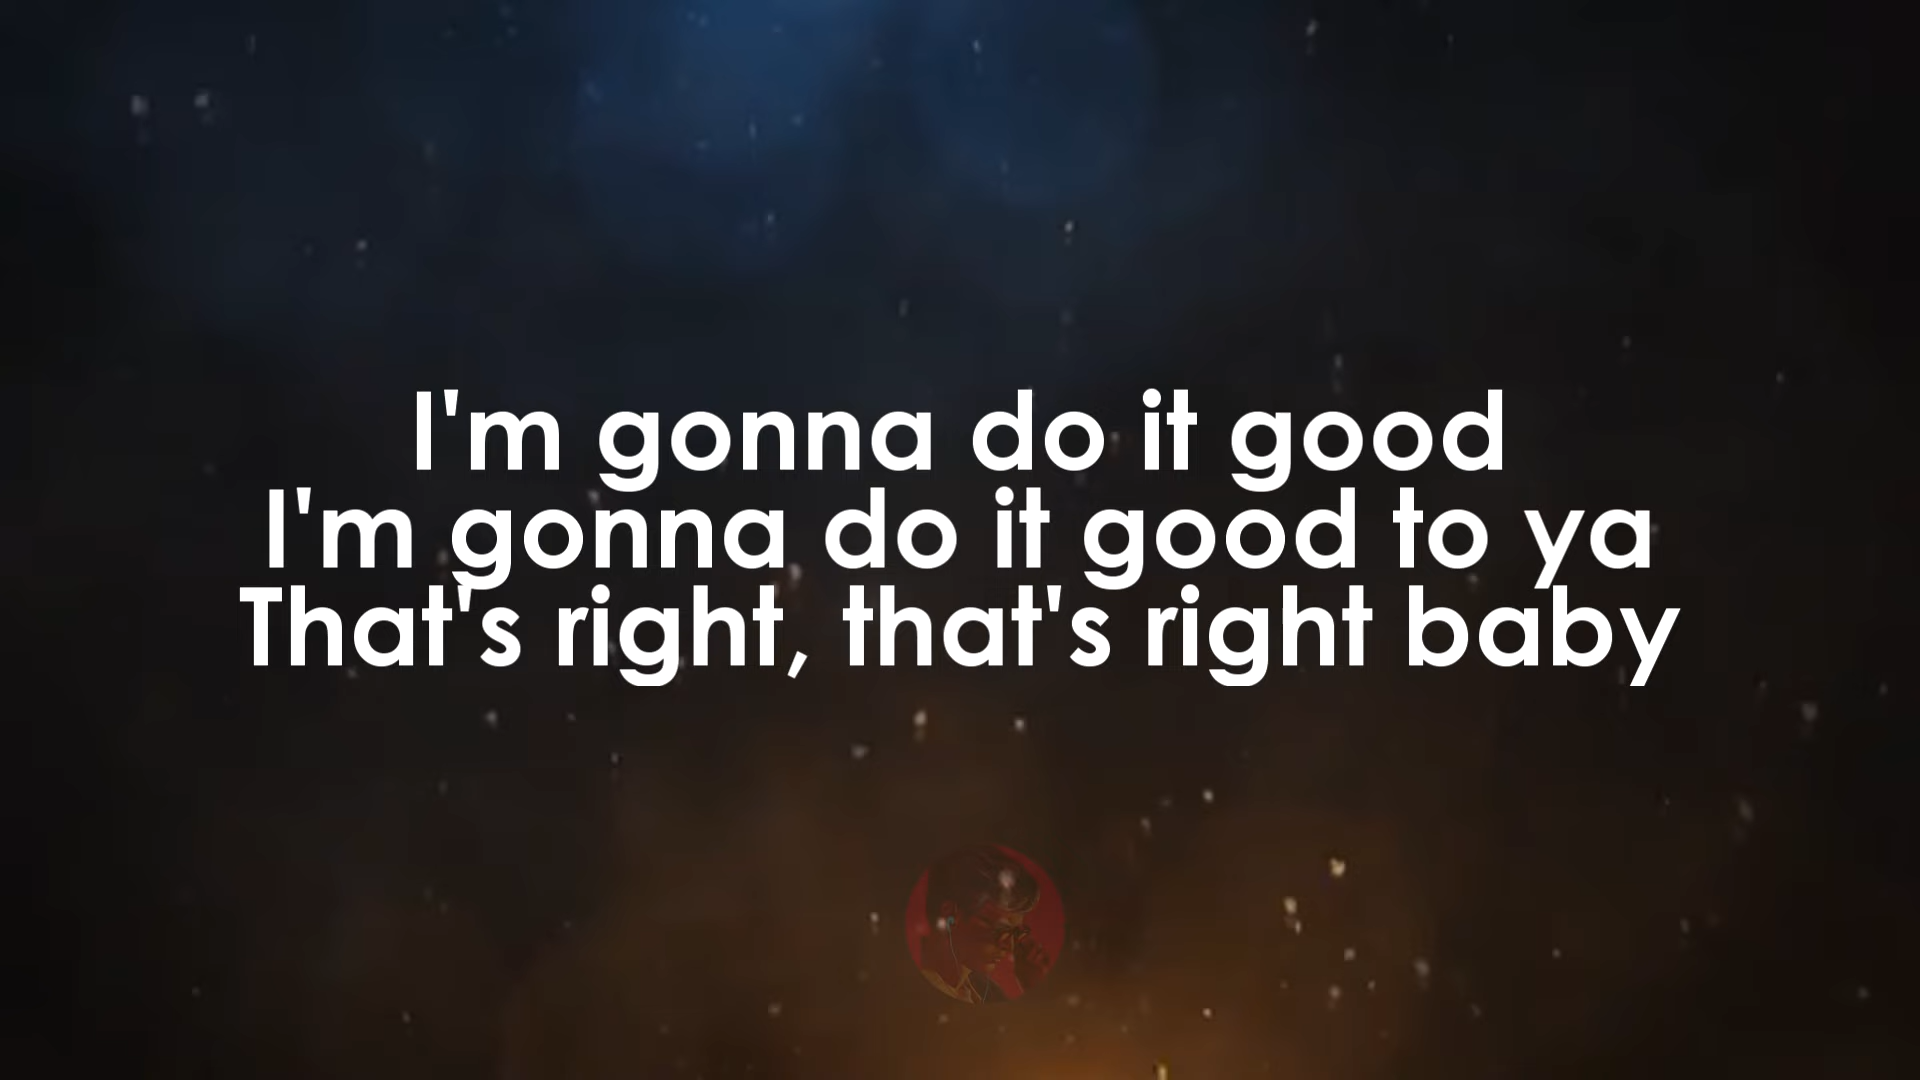 I'm gonna do it good
I'm gonna do it good to ya
That's right, that's right baby